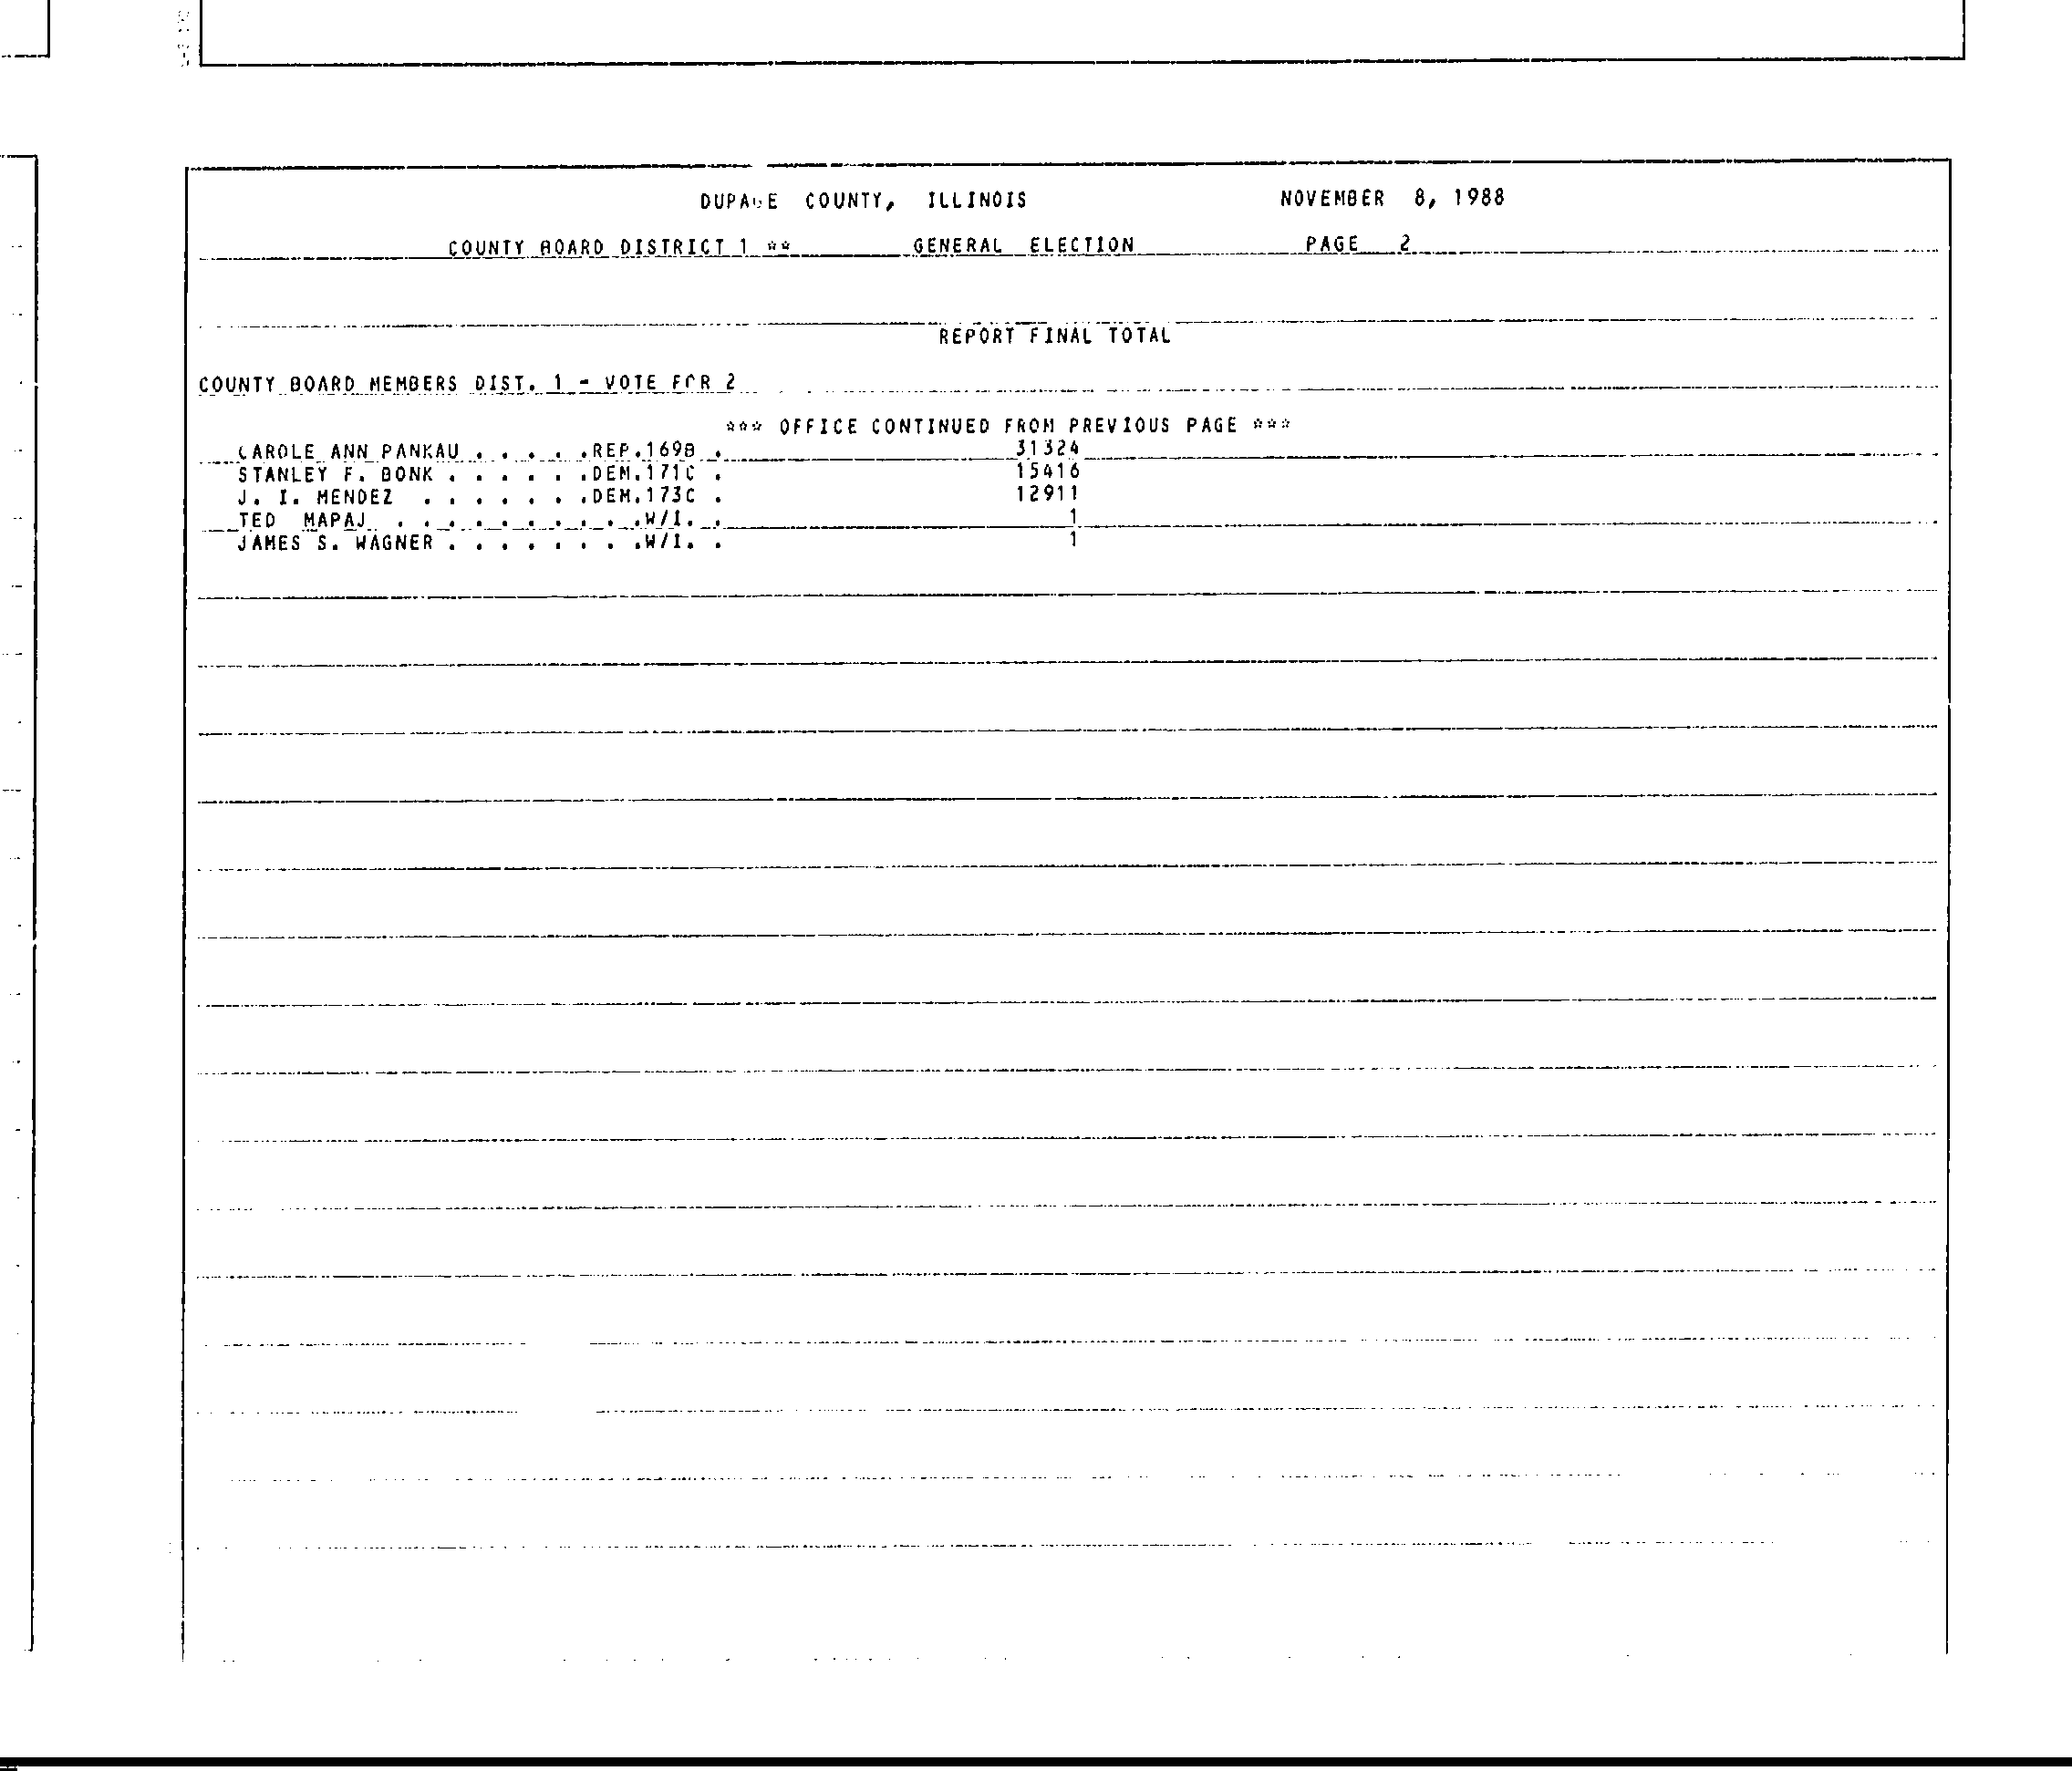 DUPAGE COUNTY, ILLINOIS NOVEMBER 8, 1988
COUNTY BOARD DISTRICT 1 ** GENERAL ELECTION PAGE 2
REPORT FINAL TOTAL
COUNTY BOARD MEMBERS DIST. 1 - VOTE FOR 2
*** OFFICE CONTINUED FROM PREVIOUS PAGE ***
CAROLE ANN PANKAU . . . . .REP.169B . 31324
STANLEY F. BONK . . . . . .DEM.171C . 15416
J. I. MENDEZ . . . . . . .DEM.173C . 12911
TED MAPAJ . . . . . . . . . .W/I. . 1
JAMES S. WAGNER . . . . . . . .W/I. . 1